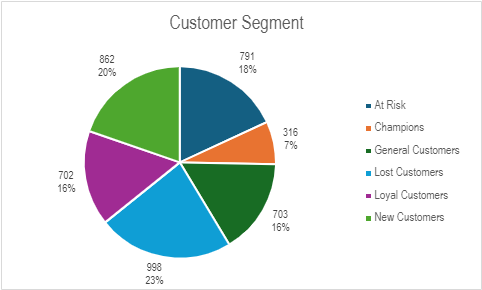 Customer Segment
862
20%
791
18%
316
7%
702
16%
703
16%
998
23%
At Risk
Champions
General Customers
Lost Customers
Loyal Customers
New Customers